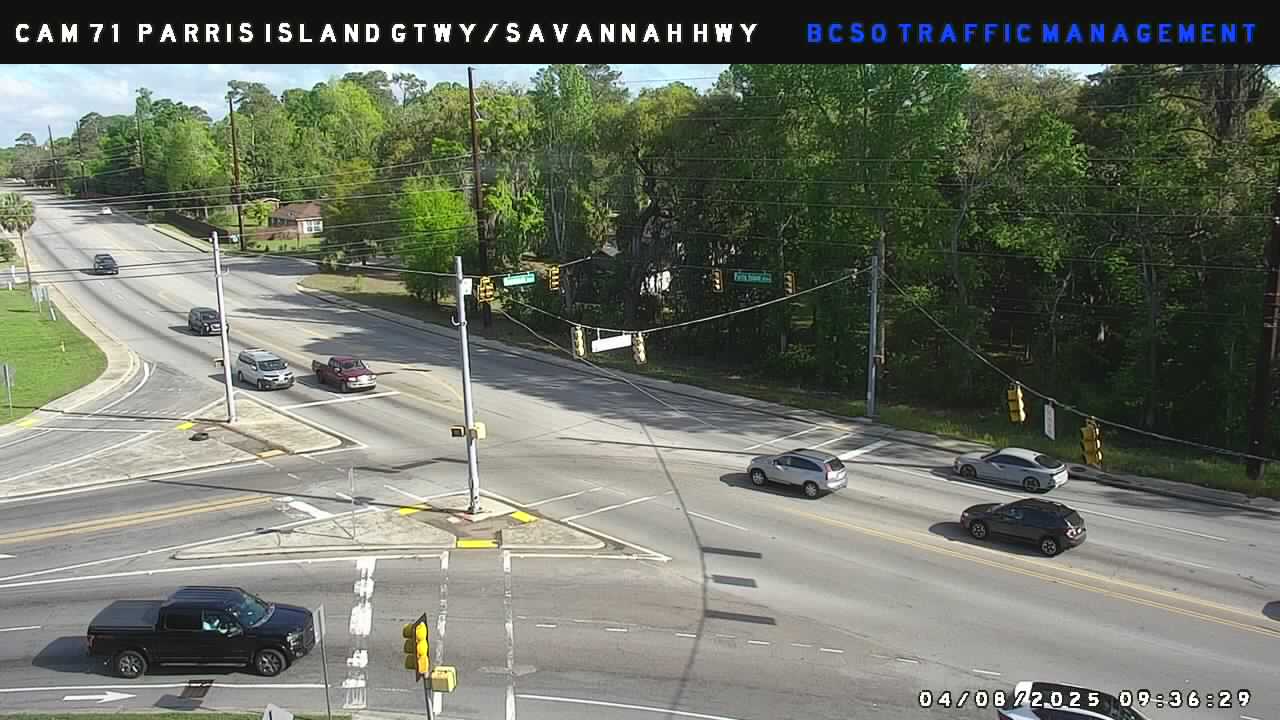 CAM 71 PARRIS ISLAND GTWY/SAVANNAH HWY BCSO TRAFFIC MANAGEMENT
04/08/2025 09:36:29